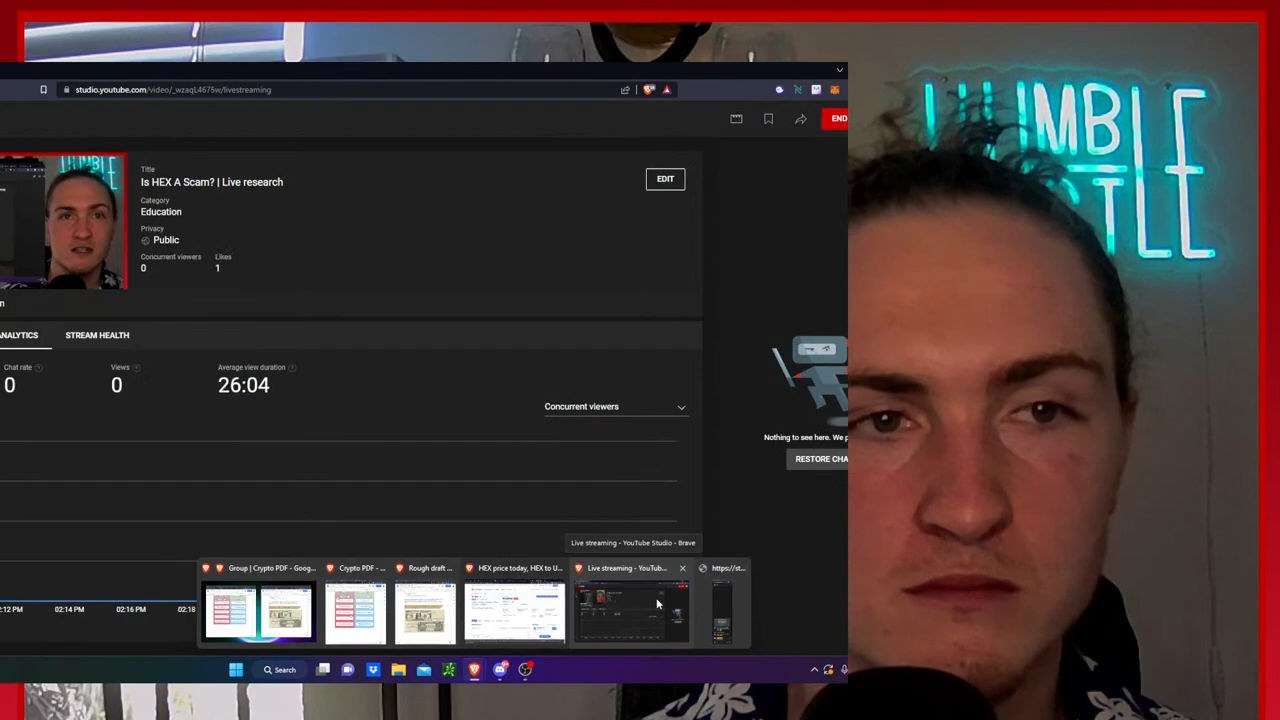 studio.youtube.com/video/_wzaqL4675w/livestreaming
END
Title
Is HEX A Scam? | Live research
EDIT
Category
Education
Privacy
Public
Concurrent viewers
Likes
0
1
n
ANALYTICS
STREAM HEALTH
Chat rate
Views
Average view duration
0
0
26:04
Concurrent viewers
Nothing to see here. We p
RESTORE CHA
Live streaming - YouTube Studio - Brave
Group | Crypto PDF - Goog...
Crypto PDF - ...
Rough draft ...
HEX price today, HEX to U...
Live streaming - YouTub...
https://st...
2:12 PM
02:14 PM
02:16 PM
02:18
Search
HUMBLE